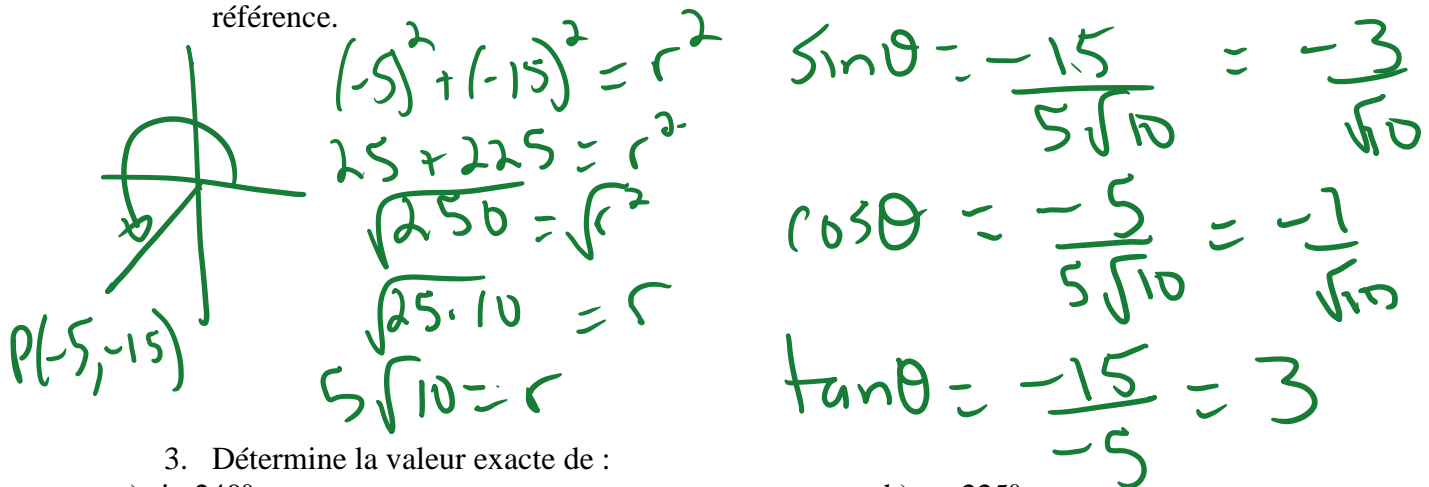 référence.
(-5)² + (-15)² = r²
25 + 225 = r²
√250 = √r²
√25·10 = r
5√10 = r
P(-5,-15)
sinθ = -15/5√10 = -3/√10
cosθ = -5/5√10 = -1/√10
tanθ = -15/-5 = 3
3. Détermine la valeur exacte de :